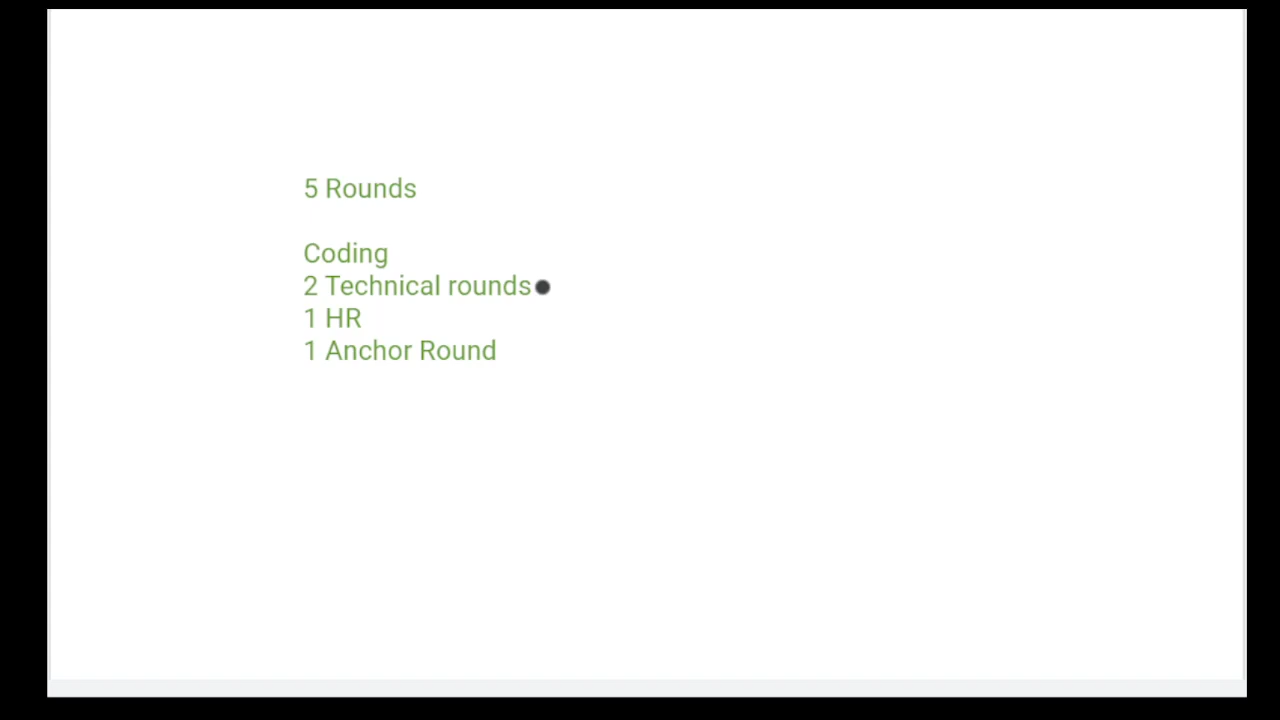 5 Rounds
Coding
2 Technical rounds
1 HR
1 Anchor Round